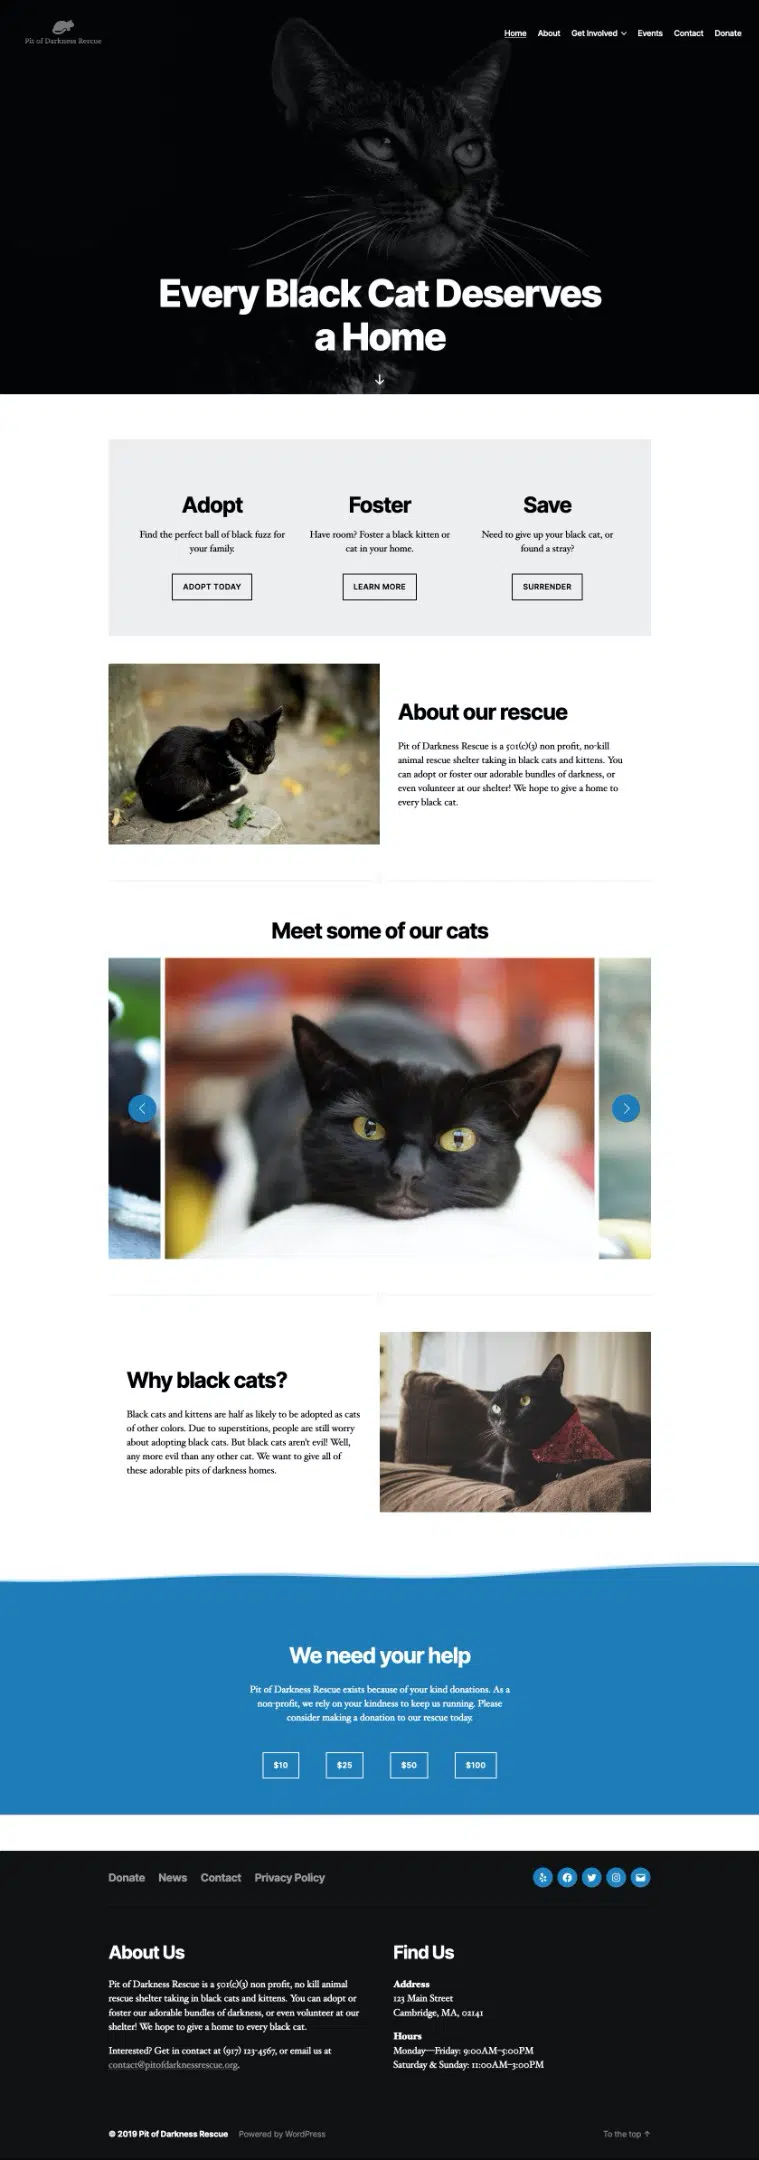 Pit of Darkness Rescue
Home About Get Involved Events Contact Donate
Every Black Cat Deserves
a Home
Adopt
Find the perfect ball of black fuzz for
your family.
ADOPT TODAY
Foster
Have room? Foster a black kitten or
cat in your home.
LEARN MORE
Save
Need to give up your black cat, or
found a stray?
SURRENDER
About our rescue
Pit of Darkness Rescue is a 501(c)(3) non profit, no-kill
animal rescue shelter taking in black cats and kittens. You
can adopt or foster our adorable bundles of darkness, or
even volunteer at our shelter! We hope to give a home to
every black cat.
Meet some of our cats
Why black cats?
Black cats and kittens are half as likely to be adopted as cats
of other colors. Due to superstitions, people are still worry
about adopting black cats. But black cats aren't evil! Well,
any more evil than any other cat. We want to give all of
these adorable pits of darkness homes.
We need your help
Pit of Darkness Rescue exists because of your kind donations. As a
non-profit, we rely on your kindness to keep us running. Please
consider making a donation to our rescue today.
$10 $25 $50 $100
Donate News Contact Privacy Policy
About Us
Pit of Darkness Rescue is a 501(c)(3) non profit, no kill animal
rescue shelter taking in black cats and kittens. You can adopt or
foster our adorable bundles of darkness, or even volunteer at our
shelter! We hope to give a home to every black cat.
Interested? Get in contact at (917) 123-4567, or email us at
contact@pitofdarknessrescue.org.
Find Us
Address
123 Main Street
Cambridge, MA, 02141
Hours
Monday—Friday: 9:00AM–5:00PM
Saturday & Sunday: 11:00AM–3:00PM
© 2019 Pit of Darkness Rescue Powered by WordPress
To the top ↑